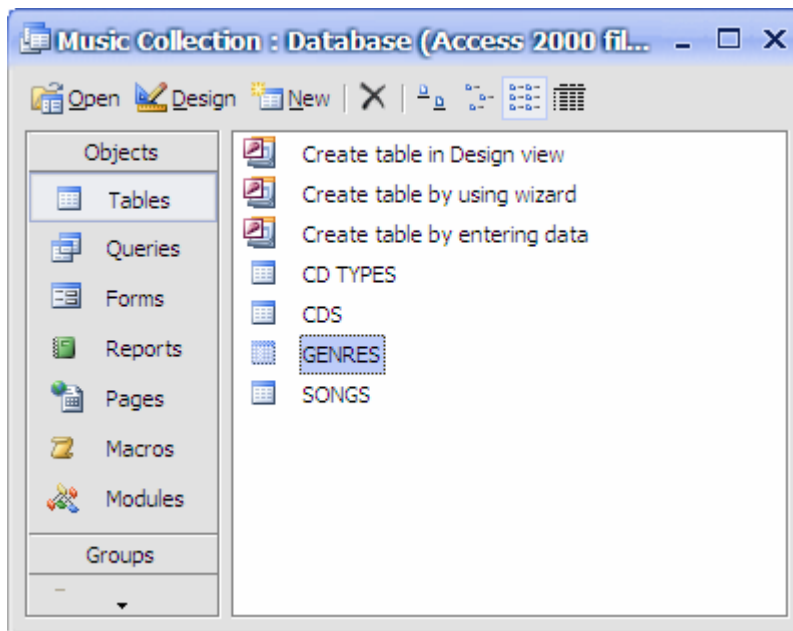 Music Collection : Database (Access 2000 fil...
Open Design New
Objects
Tables
Queries
Forms
Reports
Pages
Macros
Modules
Groups
Create table in Design view
Create table by using wizard
Create table by entering data
CD TYPES
CDS
GENRES
SONGS